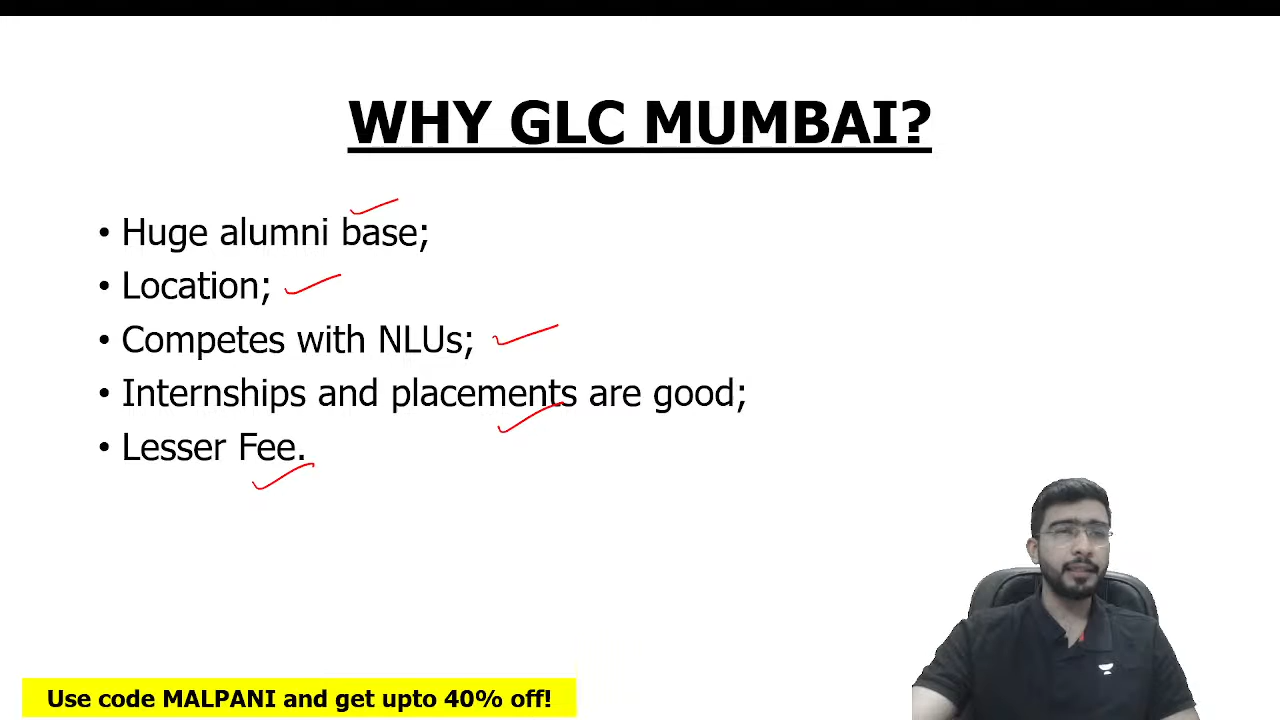 WHY GLC MUMBAI?
• Huge alumni base;
• Location;
• Competes with NLUs;
• Internships and placements are good;
• Lesser Fee.
Use code MALPANI and get upto 40% off!